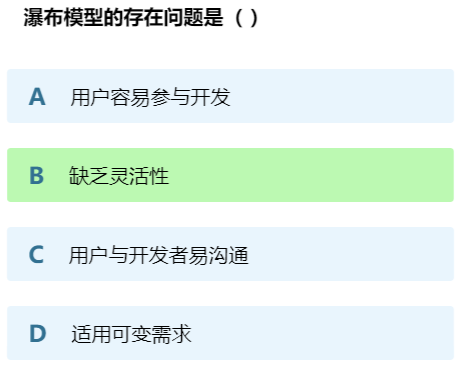 瀑布模型的存在问题是（ ）
A 用户容易参与开发
B 缺乏灵活性
C 用户与开发者易沟通
D 适用可变需求